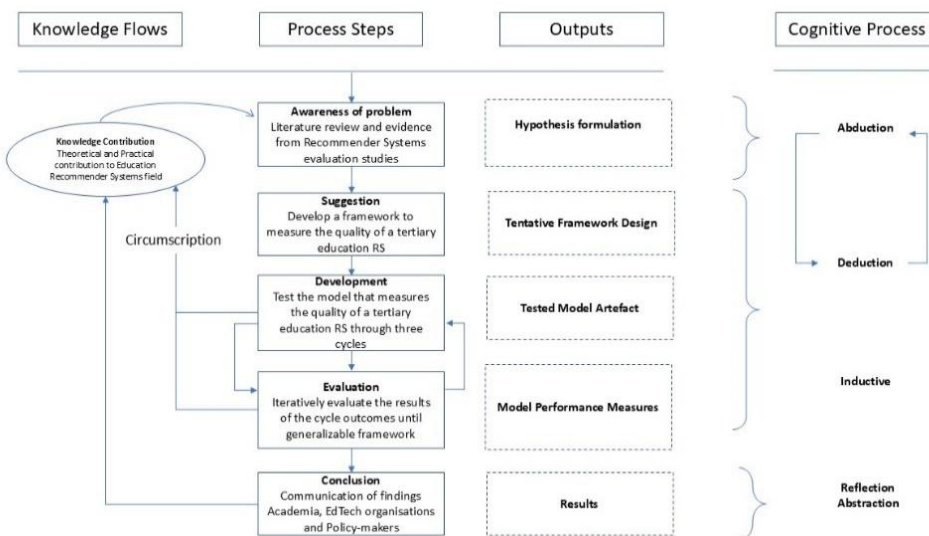 Knowledge Flows
Process Steps
Outputs
Cognitive Process
Awareness of problem
Literature review and evidence
from Recommender Systems
evaluation studies
Hypothesis formulation
Abduction
Knowledge Contribution
Theoretical and Practical
contribution to Education
Recommender Systems field
Suggestion
Develop a framework to
measure the quality of a tertiary
education RS
Tentative Framework Design
Circumscription
Deduction
Development
Test the model that measures
the quality of a tertiary
education RS through three
cycles
Tested Model Artefact
Evaluation
Iteratively evaluate the results
of the cycle outcomes until
generalizable framework
Model Performance Measures
Inductive
Conclusion
Communication of findings
Academia, EdTech organisations
and Policy-makers
Results
Reflection
Abstraction